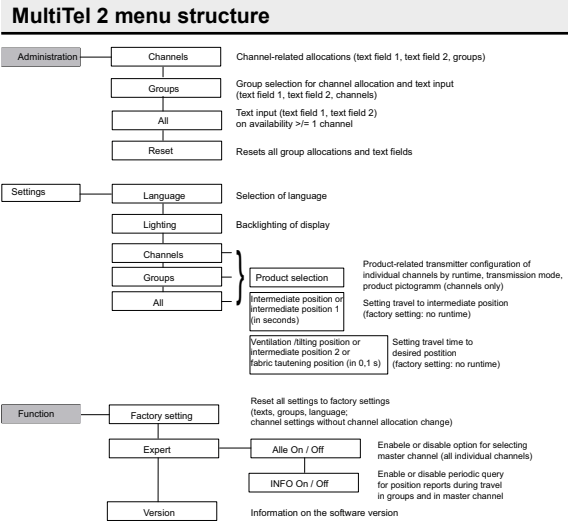 MultiTel 2 menu structure
Administration
Channels
Channel-related allocations (text field 1, text field 2, groups)
Groups
Group selection for channel allocation and text input
(text field 1, text field 2, channels)
All
Text input (text field 1, text field 2)
on availability >/= 1 channel
Reset
Resets all group allocations and text fields
Settings
Language
Selection of language
Lighting
Backlighting of display
Channels
Groups
All
Product selection
Product-related transmitter configuration of
individual channels by runtime, transmission mode,
product pictogramm (channels only)
Intermediate position or
intermediate position 1
(in seconds)
Setting travel to intermediate position
(factory setting: no runtime)
Ventilation /tilting position or
intermediate position 2 or
fabric tautening position (in 0,1 s)
Setting travel time to
desired postition
(factory setting: no runtime)
Function
Factory setting
Reset all settings to factory settings
(texts, groups, language;
channel settings without channel allocation change)
Expert
Alle On / Off
Enabele or disable option for selecting
master channel (all individual channels)
INFO On / Off
Enable or disable periodic query
for position reports during travel
in groups and in master channel
Version
Information on the software version